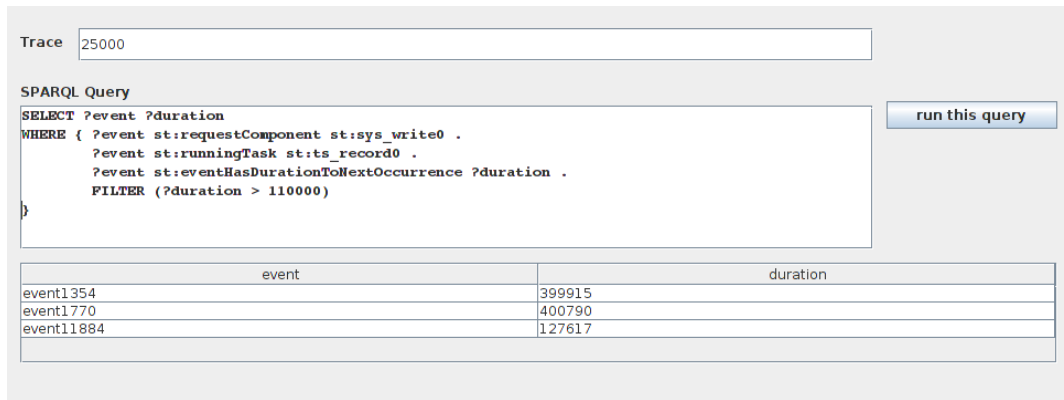 Trace 25000
SPARQL Query
SELECT ?event ?duration
WHERE { ?event st:requestComponent st:sys_write0 .
?event st:runningTask st:ts_record0 .
?event st:eventHasDurationToNextOccurrence ?duration .
FILTER (?duration > 110000)
}
run this query
event duration
event1354 399915
event1770 400790
event11884 127617